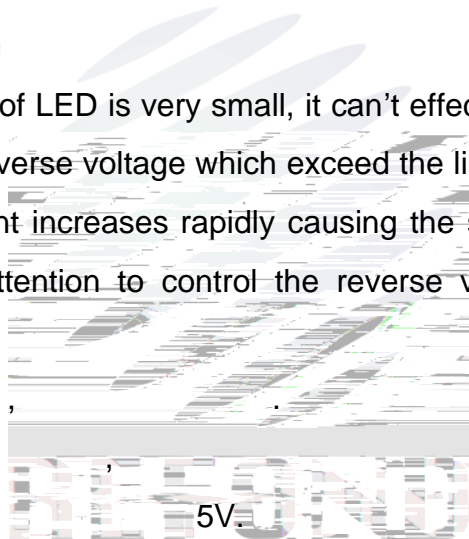 of LED is very small, it can’t effec
verse voltage which exceed the li
nt increases rapidly causing the s
ttention to control the reverse v
,
.
,
5V.